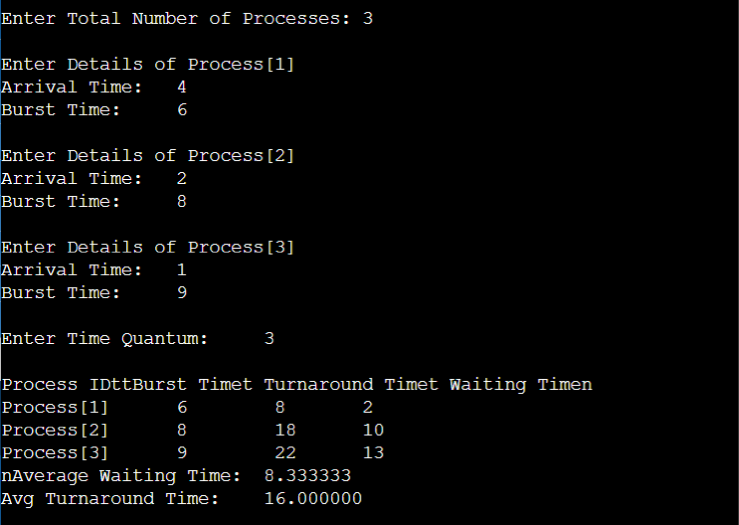 Enter Total Number of Processes: 3
Enter Details of Process[1]
Arrival Time: 4
Burst Time: 6
Enter Details of Process[2]
Arrival Time: 2
Burst Time: 8
Enter Details of Process[3]
Arrival Time: 1
Burst Time: 9
Enter Time Quantum: 3
Process IDttBurst Timet Turnaround Timet Waiting Timen
Process[1] 6 8 2
Process[2] 8 18 10
Process[3] 9 22 13
nAverage Waiting Time: 8.333333
Avg Turnaround Time: 16.000000